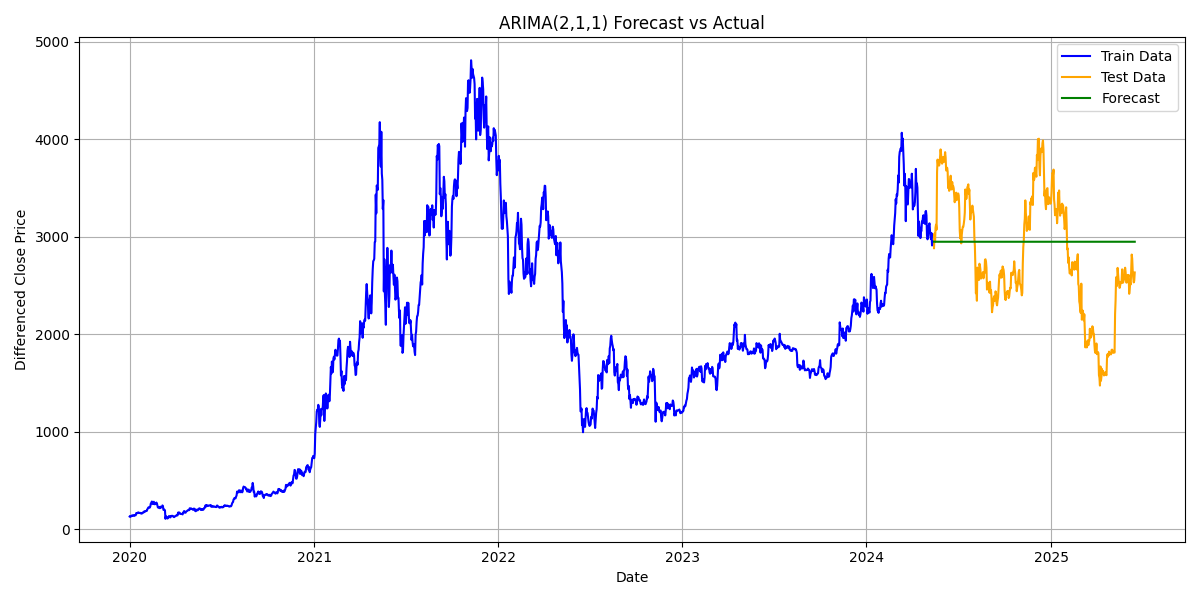 ARIMA(2,1,1) Forecast vs Actual
Differenced Close Price
5000
4000
3000
2000
1000
0
Train Data
Test Data
Forecast
2020 2021 2022 2023 2024 2025
Date